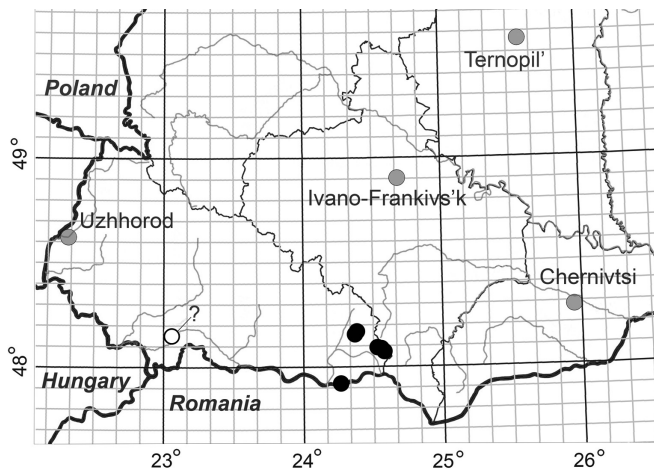 Ternopil'
Poland
49°
Ivano-Frankivs'k
Uzhhorod
Chernivtsi
?
48°
Hungary
Romania
23° 24° 25° 26°